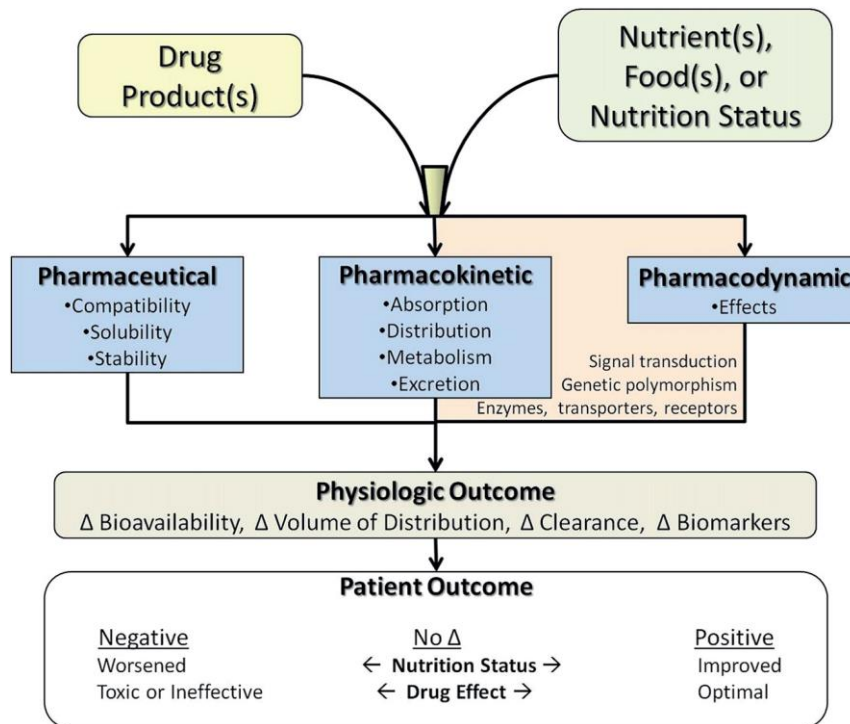 Drug
Product(s)
Nutrient(s),
Food(s), or
Nutrition Status
Pharmaceutical
•Compatibility
•Solubility
•Stability
Pharmacokinetic
•Absorption
•Distribution
•Metabolism
•Excretion
Pharmacodynamic
•Effects
Signal transduction
Genetic polymorphism
Enzymes, transporters, receptors
Physiologic Outcome
Δ Bioavailability, Δ Volume of Distribution, Δ Clearance, Δ Biomarkers
Patient Outcome
Negative No Δ Positive
Worsened ← Nutrition Status → Improved
Toxic or Ineffective ← Drug Effect → Optimal